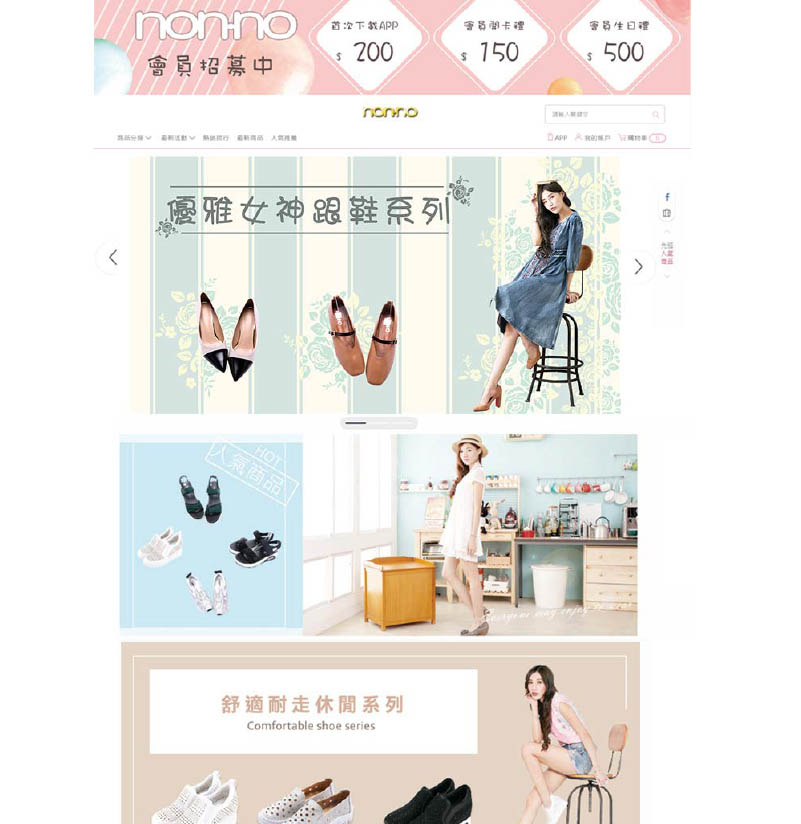 non-no
會員招募中
首次下載APP
$ 200
會員開卡禮
$ 150
會員生日禮
$ 500
non-no
請輸入關鍵字
商品分類
最新活動
熱銷排行
最新商品
人氣推薦
APP
我的帳戶
購物車
0
優雅女神跟鞋系列
f
HOT
人氣商品
舒適耐走休閒系列
Comfortable shoe series